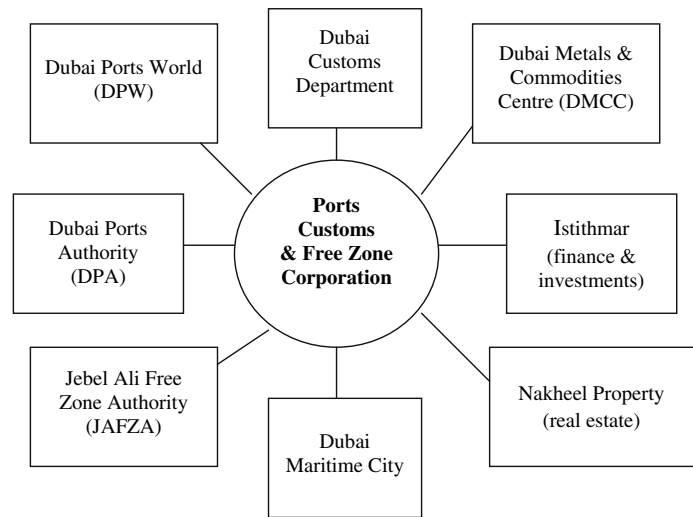 Dubai Ports World
(DPW)
Dubai
Customs
Department
Dubai Metals &
Commodities
Centre (DMCC)
Dubai Ports
Authority
(DPA)
Ports
Customs
& Free Zone
Corporation
Istithmar
(finance &
investments)
Jebel Ali Free
Zone Authority
(JAFZA)
Dubai
Maritime City
Nakheel Property
(real estate)